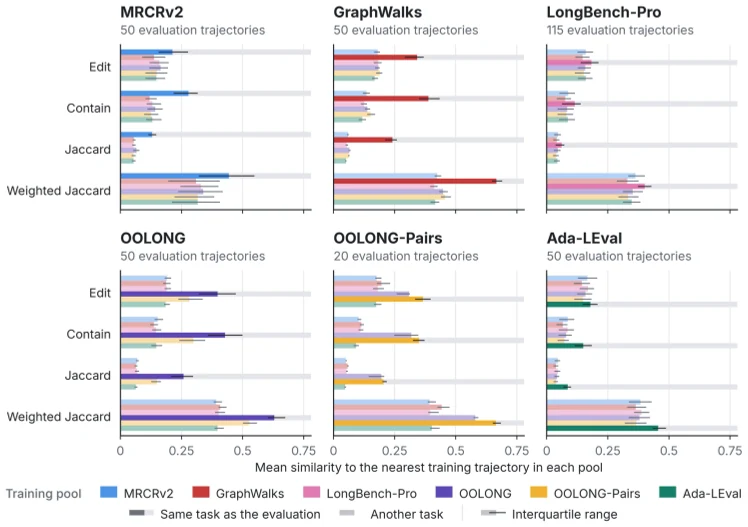 MRCRv2
50 evaluation trajectories
GraphWalks
50 evaluation trajectories
LongBench-Pro
115 evaluation trajectories
Edit
Contain
Jaccard
Weighted Jaccard
OOLONG
50 evaluation trajectories
OOLONG-Pairs
20 evaluation trajectories
Ada-LEval
50 evaluation trajectories
Edit
Contain
Jaccard
Weighted Jaccard
0 0.25 0.5 0.75 0 0.25 0.5 0.75 0 0.25 0.5 0.75
Mean similarity to the nearest training trajectory in each pool
Training pool MRCRv2 GraphWalks LongBench-Pro OOLONG OOLONG-Pairs Ada-LEval
Same task as the evaluation Another task Interquartile range